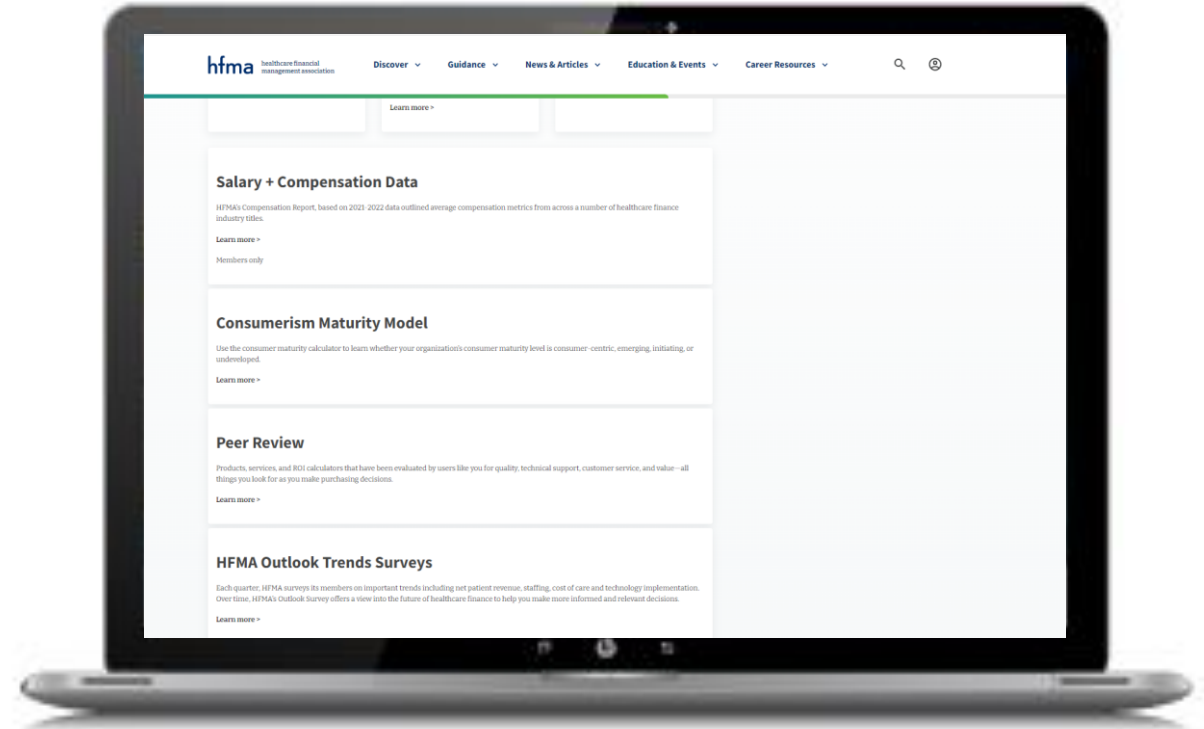 hfma healthcare financial management association
Discover Guidance News & Articles Education & Events Career Resources
Learn more >
Salary + Compensation Data
HFMA's Compensation Report, based on 2021-2022 data outlined average compensation metrics from across a number of healthcare finance
industry titles.
Learn more >
Members only
Consumerism Maturity Model
Use the consumer maturity calculator to learn whether your organization's consumer maturity level is consumer-centric, emerging, initiating, or
undeveloped.
Learn more >
Peer Review
Products, services, and ROI calculators that have been evaluated by users like you for quality, technical support, customer service, and value—all
things you look for as you make purchasing decisions.
Learn more >
HFMA Outlook Trends Surveys
Each quarter, HFMA surveys its members on important trends including net patient revenue, staffing, cost of care and technology implementation.
Over time, HFMA's Outlook Survey offers a view into the future of healthcare finance to help you make more informed and relevant decisions.
Learn more >